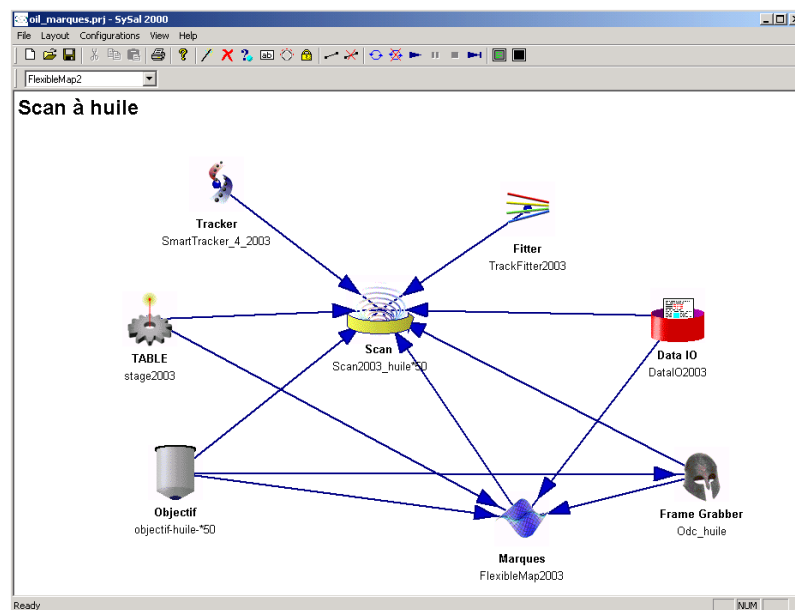 oil_marques.prj - SySal 2000
File Layout Configurations View Help
ab
FlexibleMap2
Scan à huile
Tracker
SmartTracker_4_2003
Fitter
TrackFitter2003
TABLE
stage2003
Scan
Scan2003_huile*50
Data IO
DataIO2003
Objectif
objectif-huile-*50
Frame Grabber
Odc_huile
Marques
FlexibleMap2003
Ready
NUM